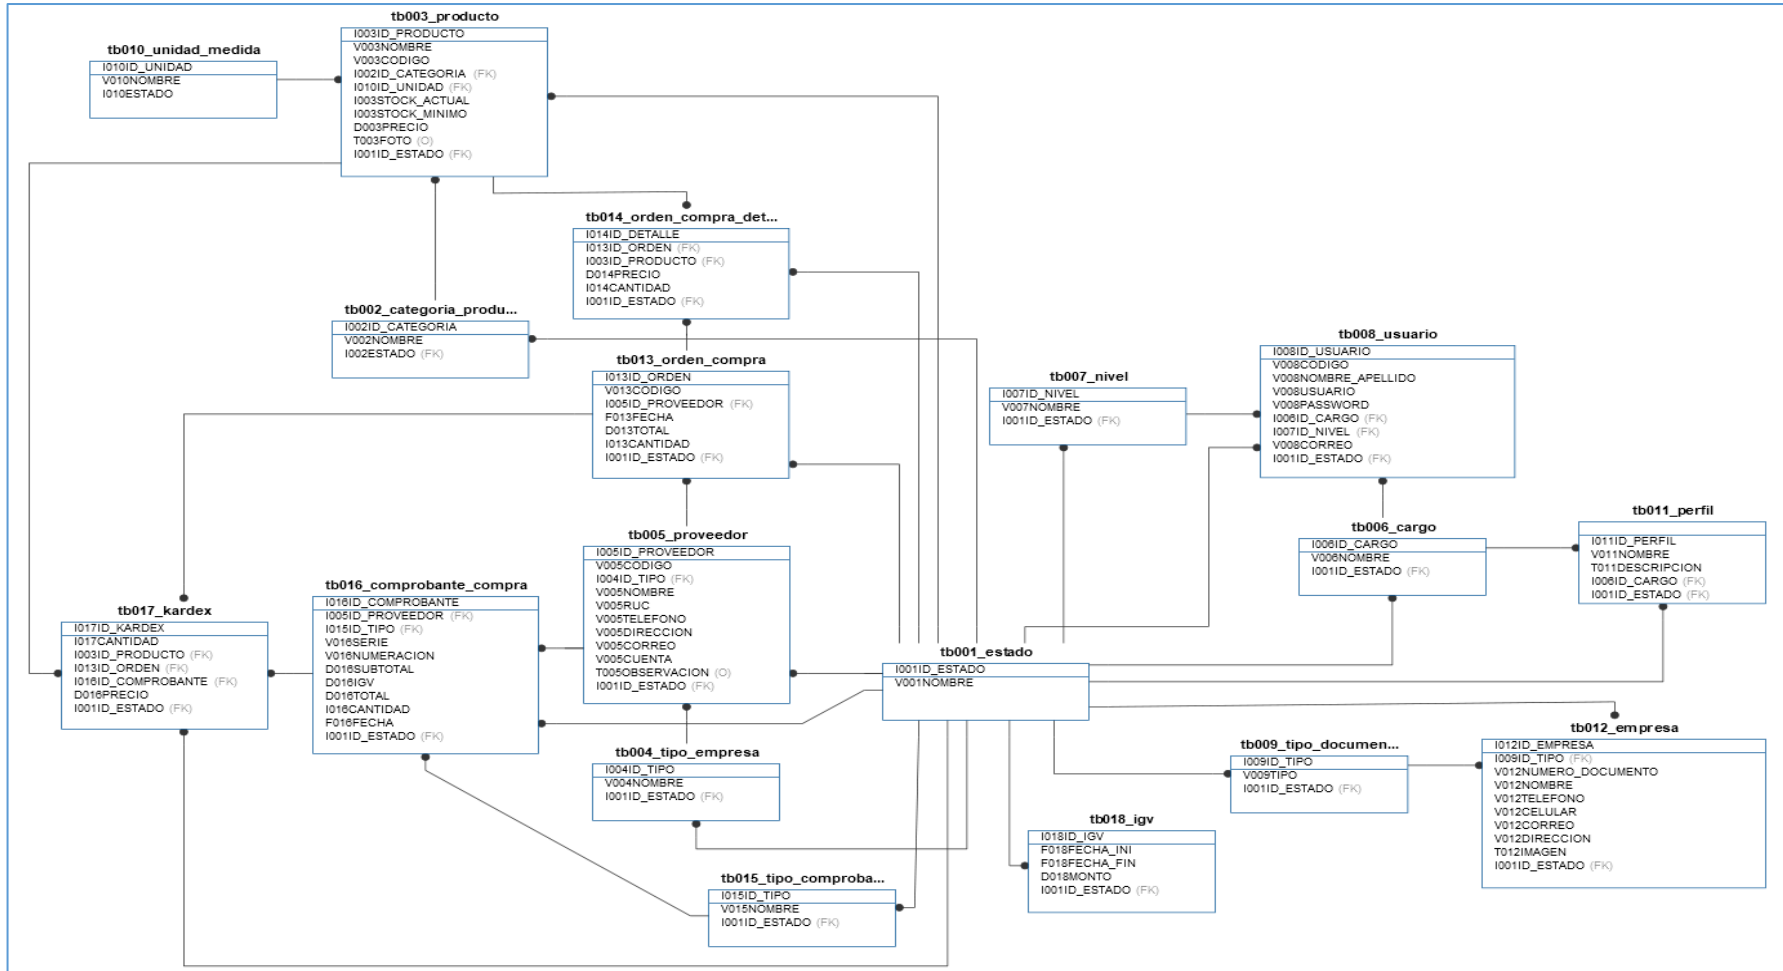 tb003_producto
I003ID_PRODUCTO
V003NOMBRE
V003CODIGO
I002ID_CATEGORIA (FK)
I010ID_UNIDAD (FK)
I003STOCK_ACTUAL
I003STOCK_MINIMO
D003PRECIO
T003FOTO (O)
I001ID_ESTADO (FK)
tb010_unidad_medida
I010ID_UNIDAD
V010NOMBRE
I010ESTADO
tb014_orden_compra_det...
I014ID_DETALLE
I013ID_ORDEN (FK)
I003ID_PRODUCTO (FK)
D014PRECIO
I014CANTIDAD
I001ID_ESTADO (FK)
tb002_categoria_produ...
I002ID_CATEGORIA
V002NOMBRE
I002ESTADO (FK)
tb013_orden_compra
I013ID_ORDEN
V013CODIGO
I005ID_PROVEEDOR (FK)
F013FECHA
D013TOTAL
I013CANTIDAD
I001ID_ESTADO (FK)
tb007_nivel
I007ID_NIVEL
V007NOMBRE
I001ID_ESTADO (FK)
tb008_usuario
I008ID_USUARIO
V008CODIGO
V008NOMBRE_APELLIDO
V008USUARIO
V008PASSWORD
I006ID_CARGO (FK)
I007ID_NIVEL (FK)
V008CORREO
I001ID_ESTADO (FK)
tb006_cargo
I006ID_CARGO
V006NOMBRE
I001ID_ESTADO (FK)
tb011_perfil
I011ID_PERFIL
V011NOMBRE
T011DESCRIPCION
I006ID_CARGO (FK)
I001ID_ESTADO (FK)
tb005_proveedor
I005ID_PROVEEDOR
V005CODIGO
I004ID_TIPO (FK)
V005NOMBRE
V005RUC
V005TELEFONO
V005DIRECCION
V005CORREO
V005CUENTA
T005OBSERVACION (O)
I001ID_ESTADO (FK)
tb016_comprobante_compra
I016ID_COMPROBANTE
I005ID_PROVEEDOR (FK)
I015ID_TIPO (FK)
V016SERIE
V016NUMERACION
D016SUBTOTAL
D016IGV
D016TOTAL
I016CANTIDAD
F016FECHA
I001ID_ESTADO (FK)
tb017_kardex
I017ID_KARDEX
I017CANTIDAD
I003ID_PRODUCTO (FK)
I013ID_ORDEN (FK)
I016ID_COMPROBANTE (FK)
D016PRECIO
I001ID_ESTADO (FK)
tb001_estado
I001ID_ESTADO
V001NOMBRE
tb004_tipo_empresa
I004ID_TIPO
V004NOMBRE
I001ID_ESTADO (FK)
tb009_tipo_documen...
I009ID_TIPO
V009TIPO
I001ID_ESTADO (FK)
tb012_empresa
I012ID_EMPRESA
I009ID_TIPO (FK)
V012NUMERO_DOCUMENTO
V012NOMBRE
V012TELEFONO
V012CELULAR
V012CORREO
V012DIRECCION
T012IMAGEN
I001ID_ESTADO (FK)
tb018_igv
I018ID_IGV
F018FECHA_INI
F018FECHA_FIN
D018MONTO
I001ID_ESTADO (FK)
tb015_tipo_comproba...
I015ID_TIPO
V015NOMBRE
I001ID_ESTADO (FK)